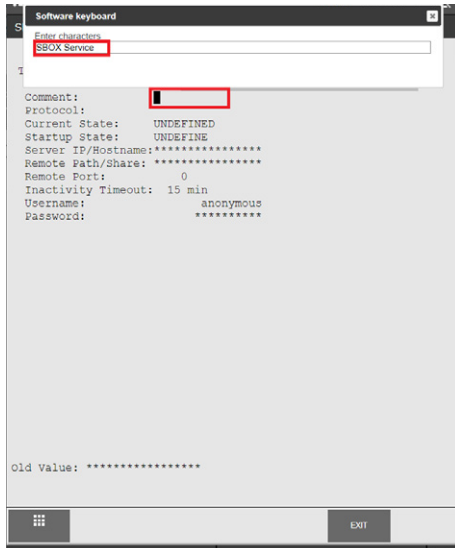 Software keyboard
Enter characters
SBOX Service
Comment:
Protocol:
Current State: UNDEFINED
Startup State: UNDEFINE
Server IP/Hostname:****************
Remote Path/Share: ****************
Remote Port: 0
Inactivity Timeout: 15 min
Username: anonymous
Password: **********
Old Value: *****************
EXIT